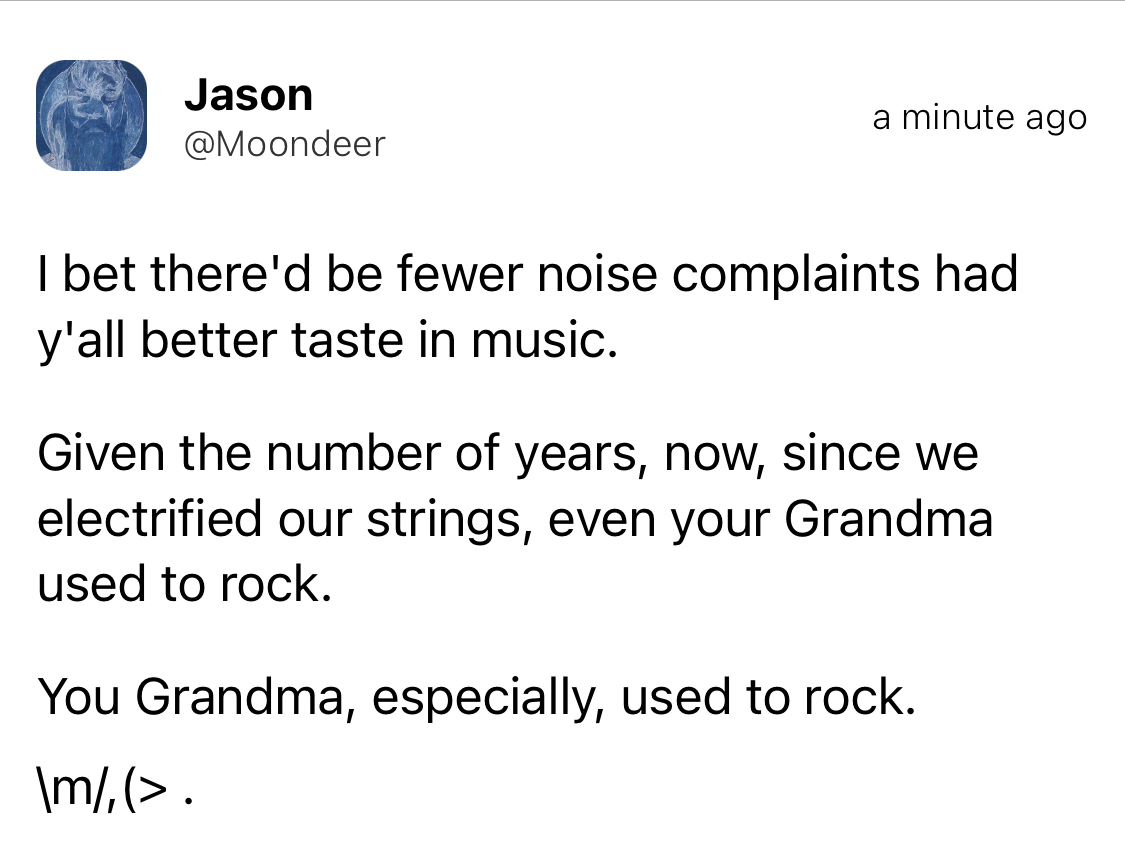 Jason
@Moondeer
a minute ago
I bet there'd be fewer noise complaints had
y'all better taste in music.
Given the number of years, now, since we
electrified our strings, even your Grandma
used to rock.
You Grandma, especially, used to rock.
\m/,(> .